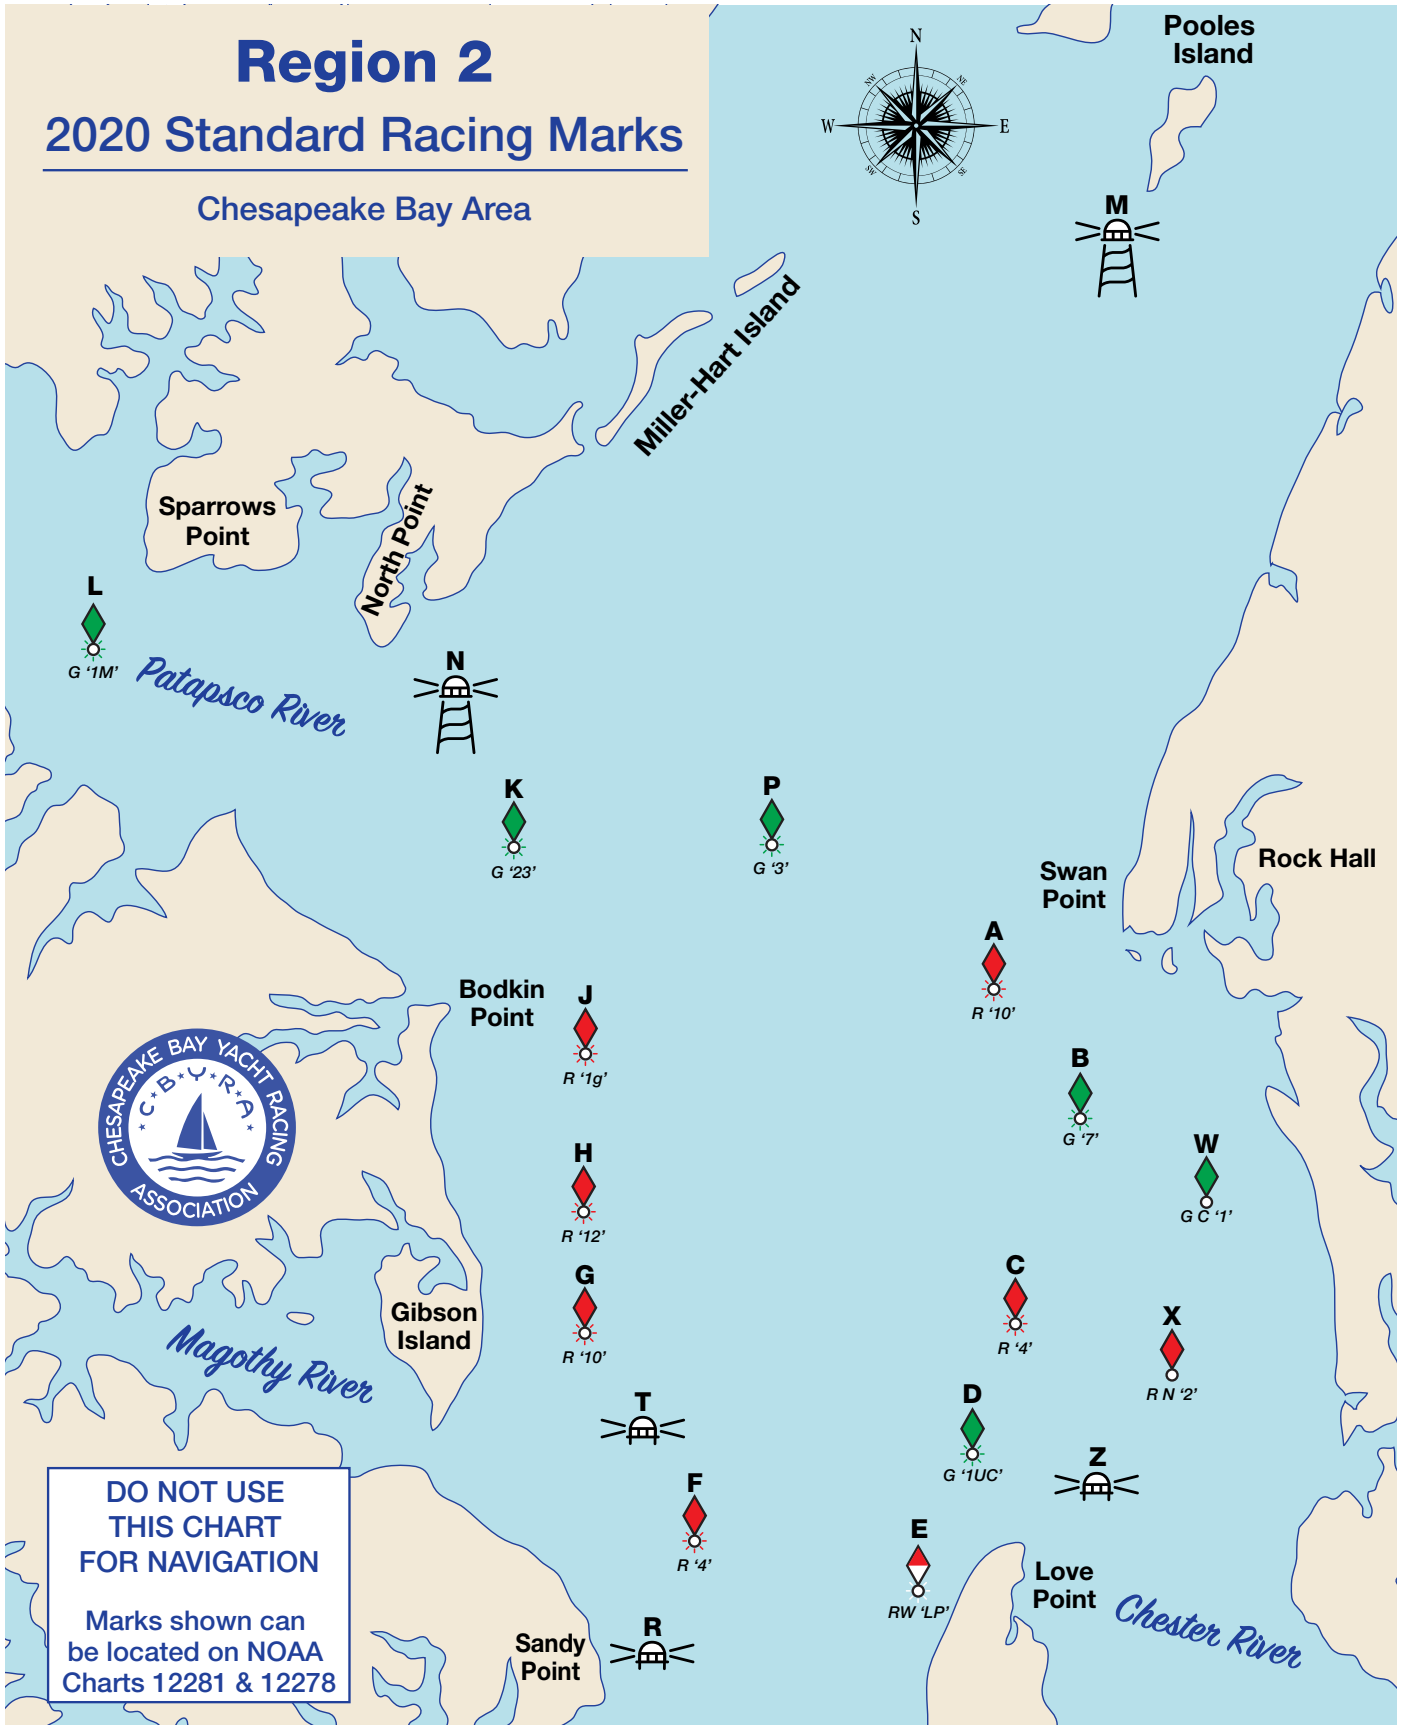 Region 2
2020 Standard Racing Marks
Chesapeake Bay Area
Pooles
Island
N
NW
NE
W
E
SW
SE
S
M
Miller-Hart Island
Sparrows
Point
North Point
L
G ‘1M’
Patapsco River
N
K
G ‘23’
P
G ‘3’
Swan
Point
Rock Hall
A
R ‘10’
Bodkin
Point
J
R ‘1g’
B
G ‘7’
CHESAPEAKE BAY YACHT RACING
C★B★Y★R★A
ASSOCIATION
H
R ‘12’
W
G C ‘1’
G
R ‘10’
C
R ‘4’
Gibson
Island
X
R N ‘2’
Magothy River
T
D
G ‘1UC’
Z
F
R ‘4’
E
RW ‘LP’
Love
Point
Chester River
R
Sandy
Point
DO NOT USE
THIS CHART
FOR NAVIGATION
Marks shown can
be located on NOAA
Charts 12281 & 12278